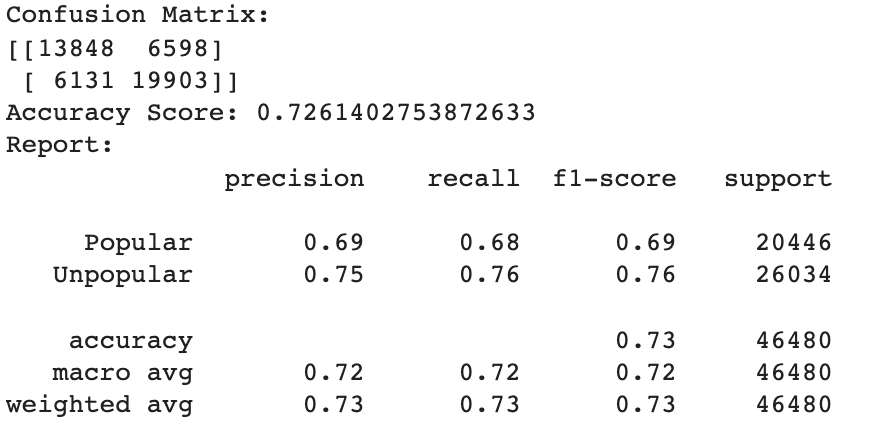 Confusion Matrix:
[[13848  6598]
 [ 6131 19903]]
Accuracy Score: 0.7261402753872633
Report:
              precision    recall  f1-score   support

     Popular       0.69      0.68      0.69     20446
   Unpopular       0.75      0.76      0.76     26034

    accuracy                           0.73     46480
   macro avg       0.72      0.72      0.72     46480
weighted avg       0.73      0.73      0.73     46480